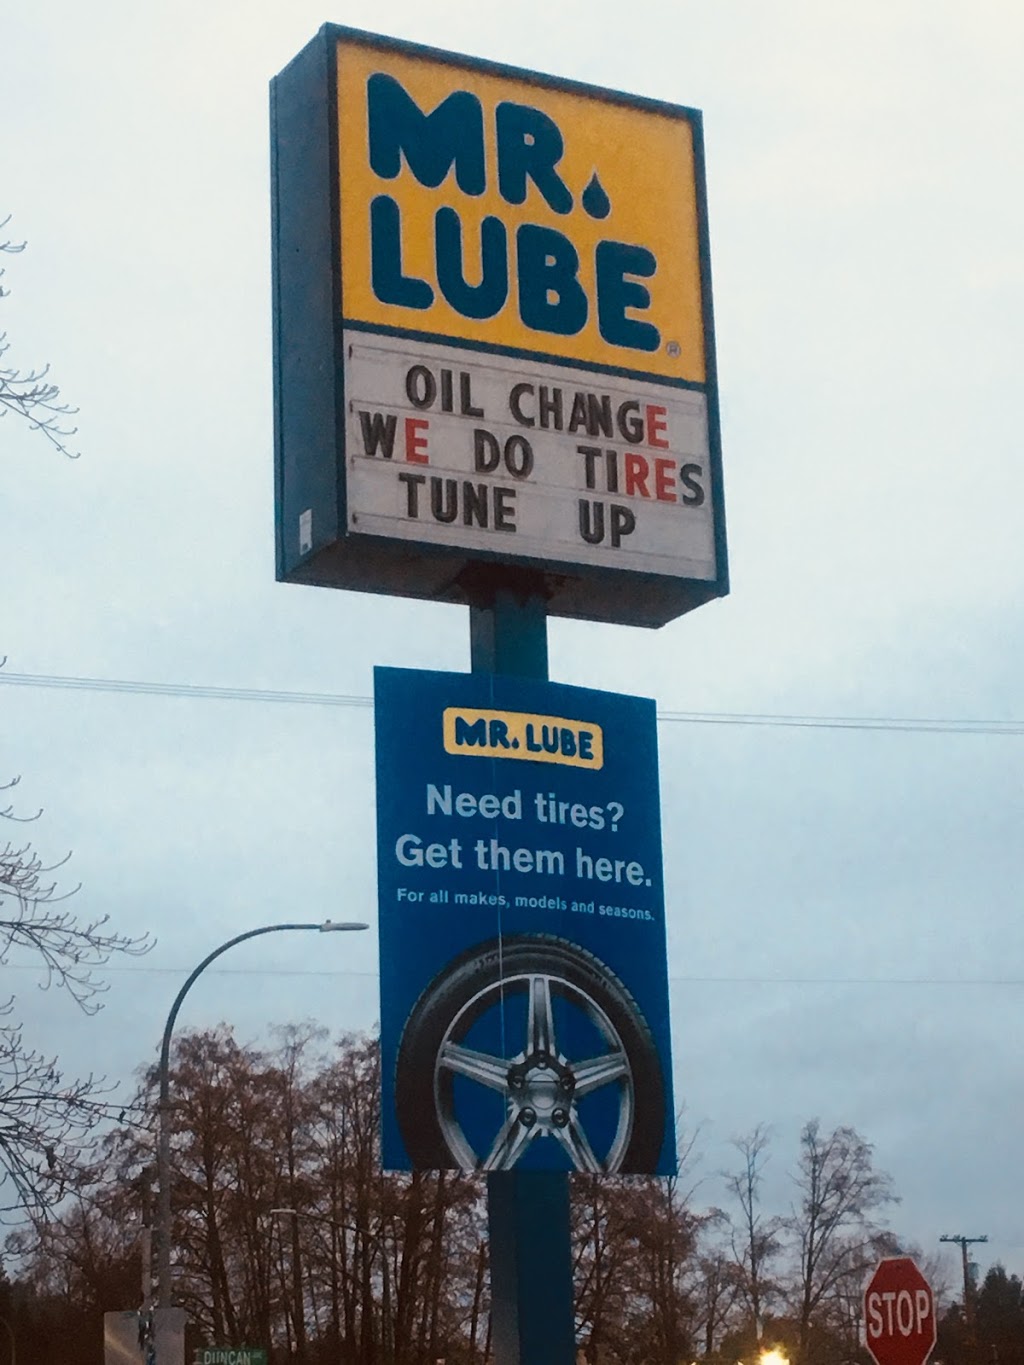 MR.
LUBE®
OIL CHANGE
WE DO TIRES
TUNE UP
MR. LUBE
Need tires?
Get them here.
For all makes, models and seasons.
STOP
DUNCAN